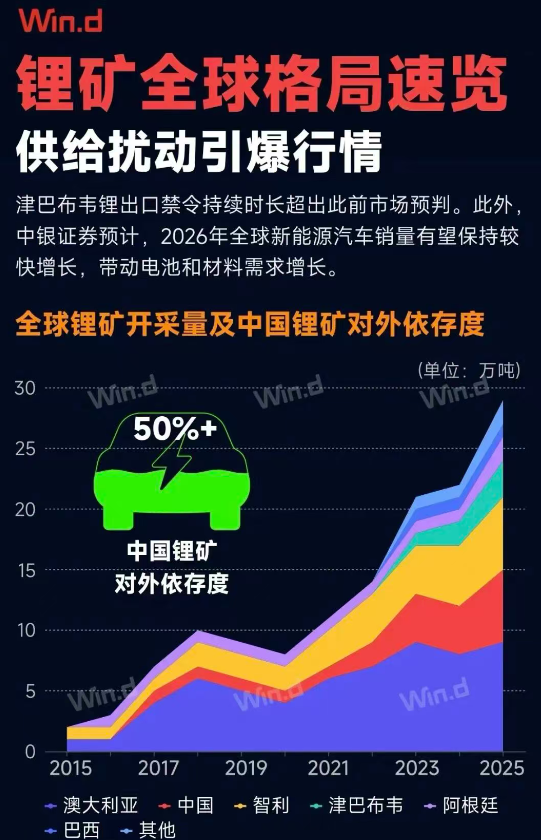 Win.d
锂矿全球格局速览
供给扰动引爆行情
津巴布韦锂出口禁令持续时长超出此前市场预判。此外，
中银证券预计，2026年全球新能源汽车销量有望保持较
快增长，带动电池和材料需求增长。
全球锂矿开采量及中国锂矿对外依存度
(单位：万吨)
30
25
20
15
10
5
0
Win.d
Win.d
Win.d
50%+
中国锂矿
对外依存度
Win.d
Win.d
Win.d
2015 2017 2019 2021 2023 2025
澳大利亚 中国 智利 津巴布韦 阿根廷
巴西 其他